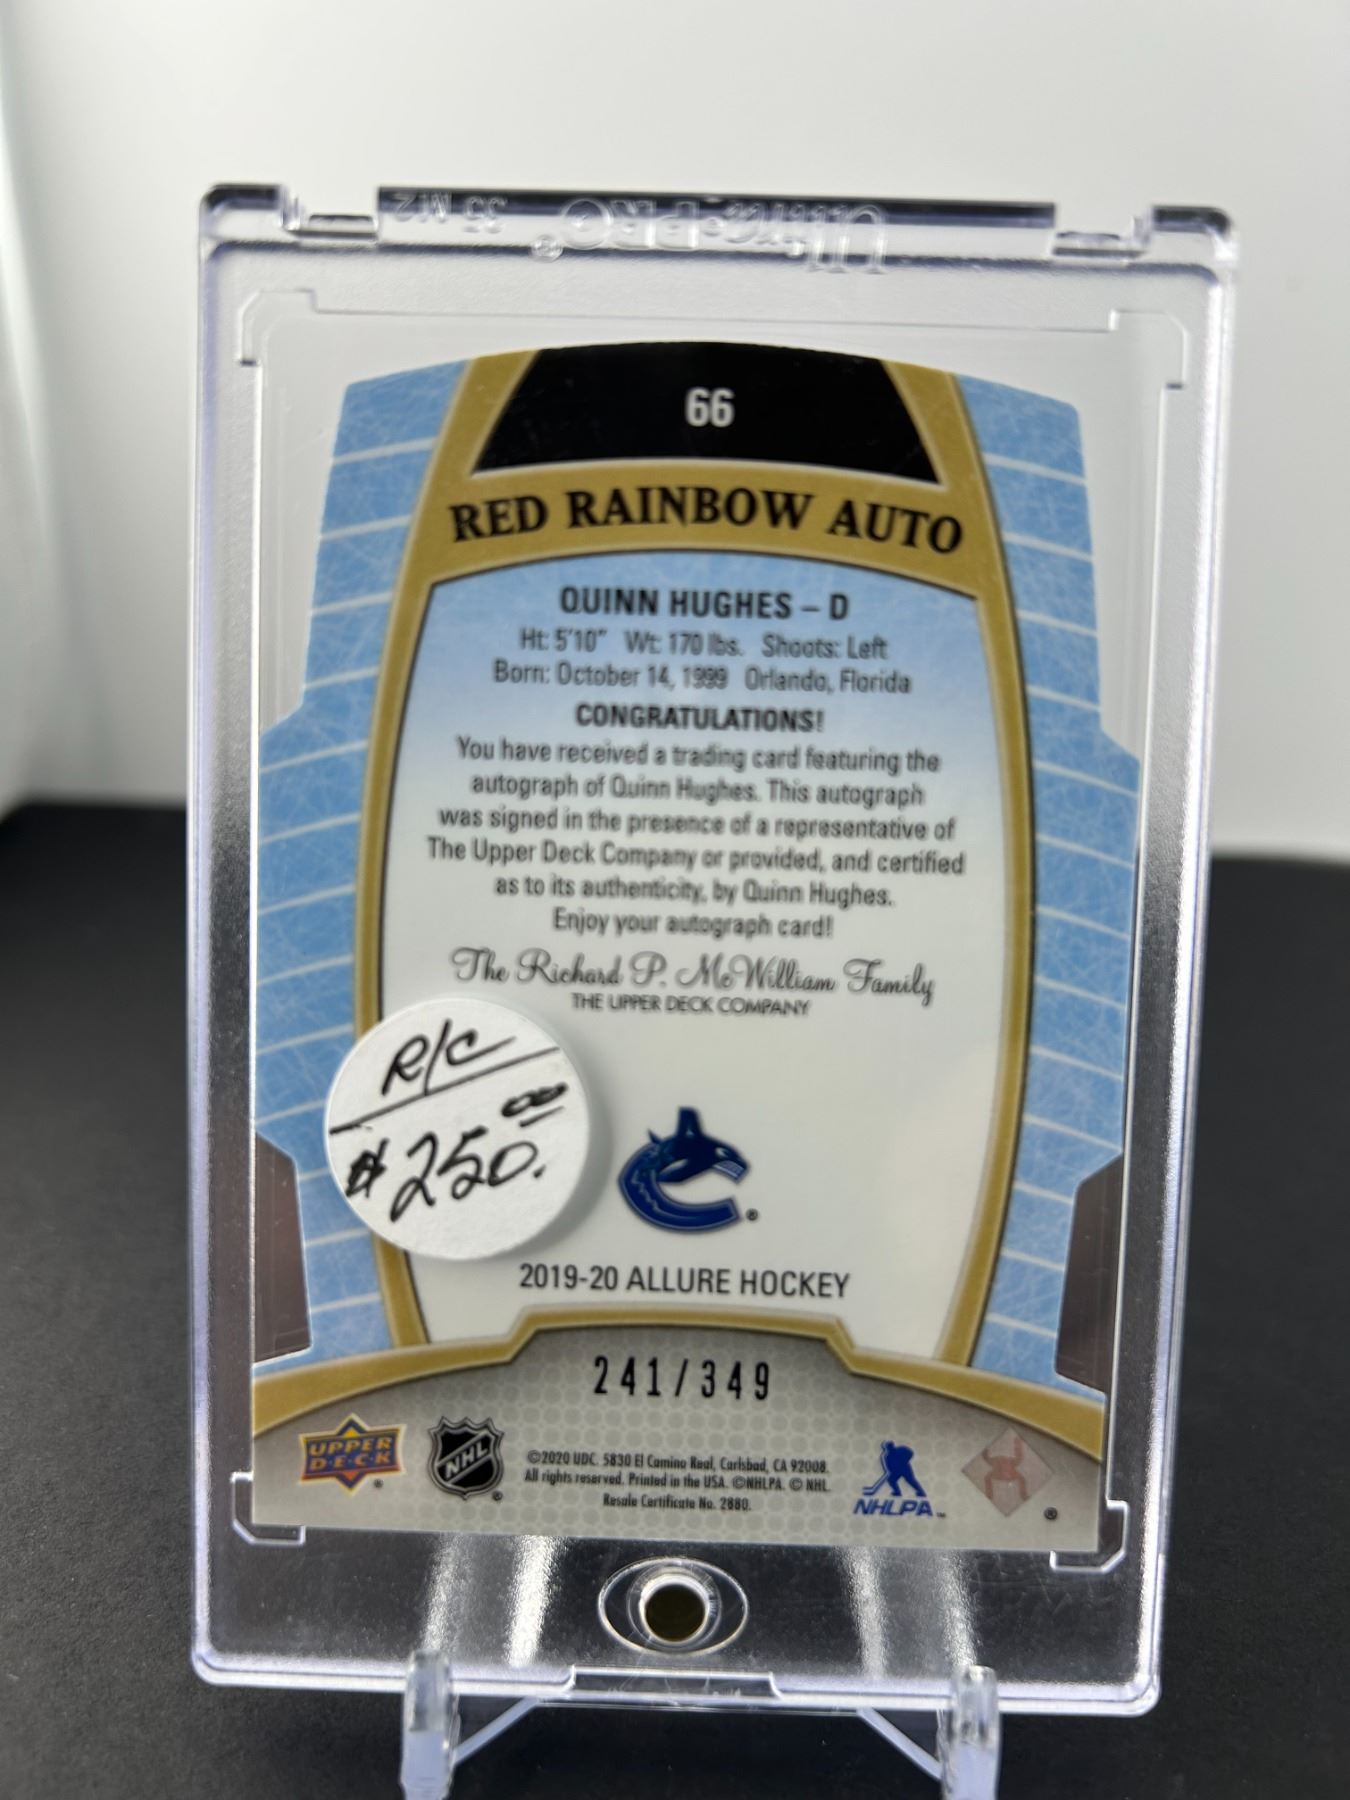 Ultra•PRO®
35 M2
66
RED RAINBOW AUTO
QUINN HUGHES – D
Ht: 5'10" Wt: 170 lbs. Shoots: Left
Born: October 14, 1999 Orlando, Florida
CONGRATULATIONS!
You have received a trading card featuring the
autograph of Quinn Hughes. This autograph
was signed in the presence of a representative of
The Upper Deck Company or provided, and certified
as to its authenticity, by Quinn Hughes.
Enjoy your autograph card!
The Richard P. McWilliam Family
THE UPPER DECK COMPANY
R/C
$250.00
®
2019-20 ALLURE HOCKEY
241/349
UPPER
D·E·C·K
®
NHL
®
©2020 UDC. 5830 El Camino Real, Carlsbad, CA 92008.
All rights reserved. Printed in the USA. ©NHLPA. © NHL.
Resale Certificate No. 2880.
NHLPA™
®